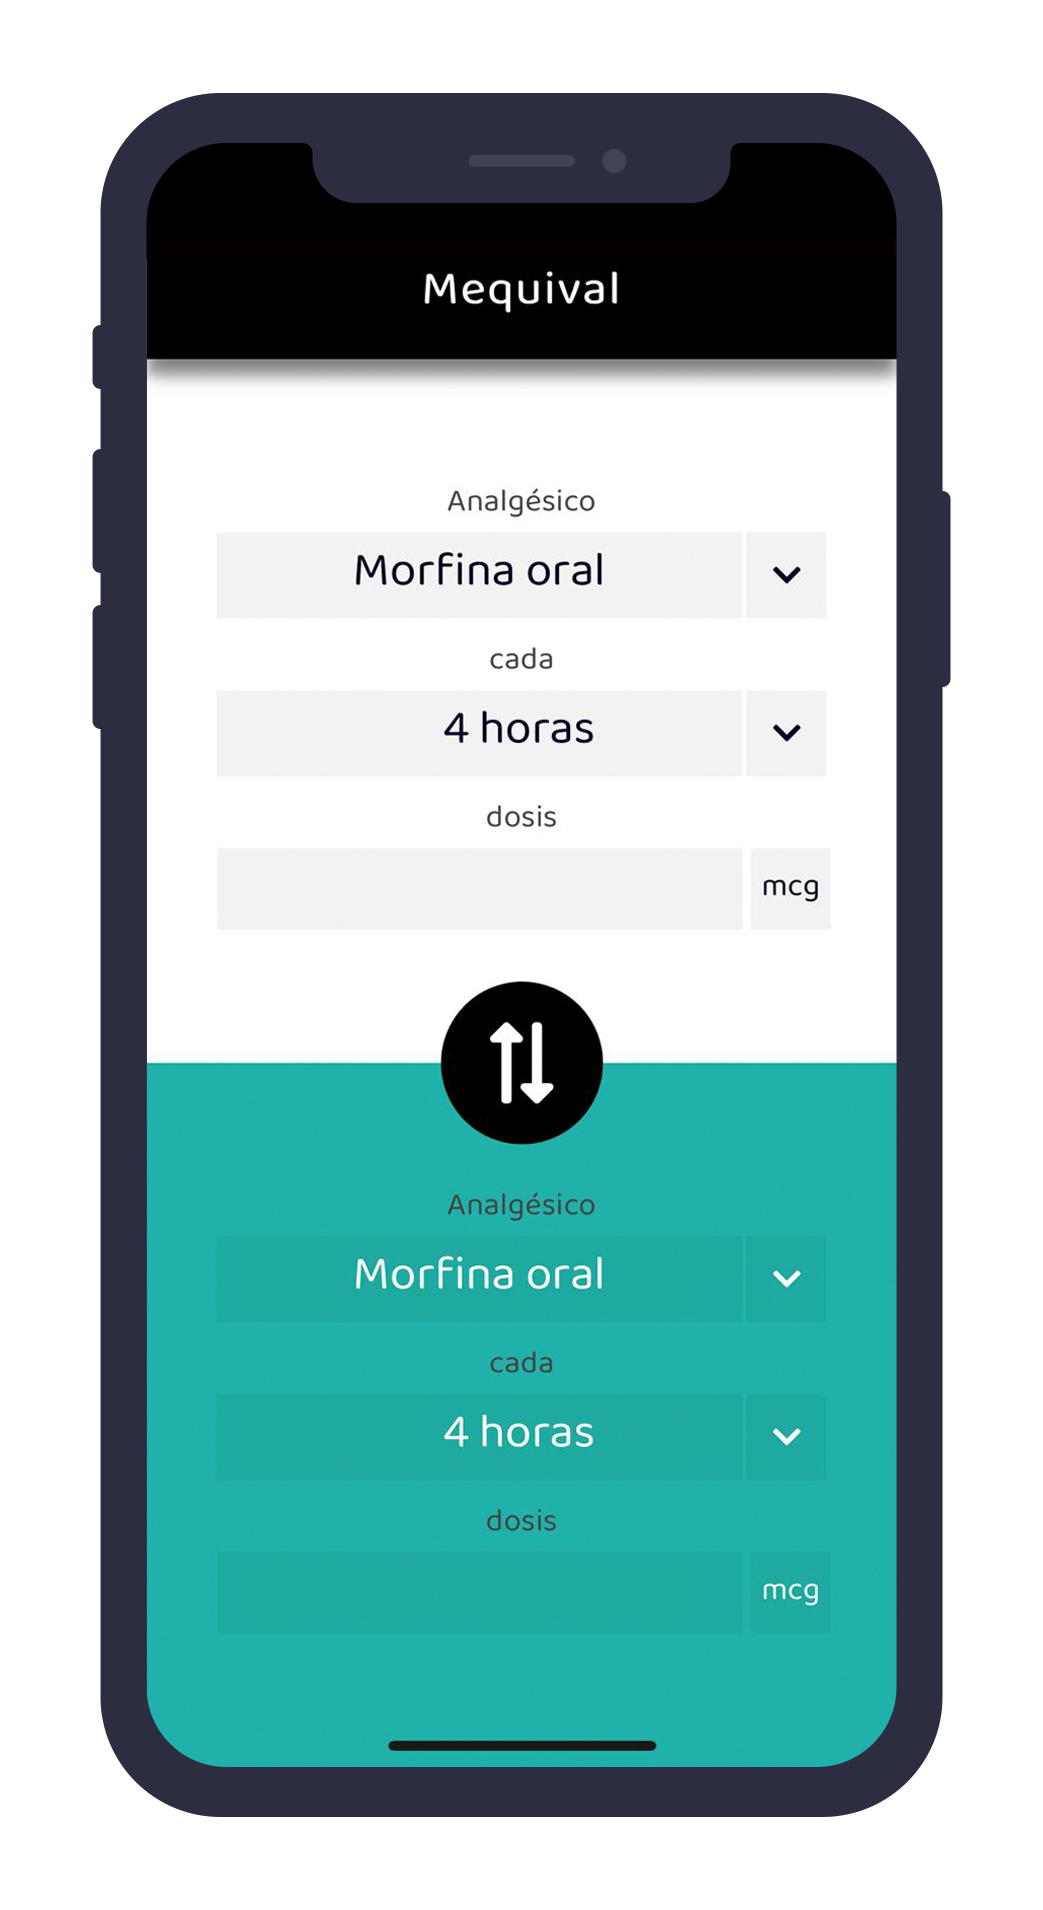 Mequival
Analgésico
Morfina oral
cada
4 horas
dosis
mcg
Analgésico
Morfina oral
cada
4 horas
dosis
mcg